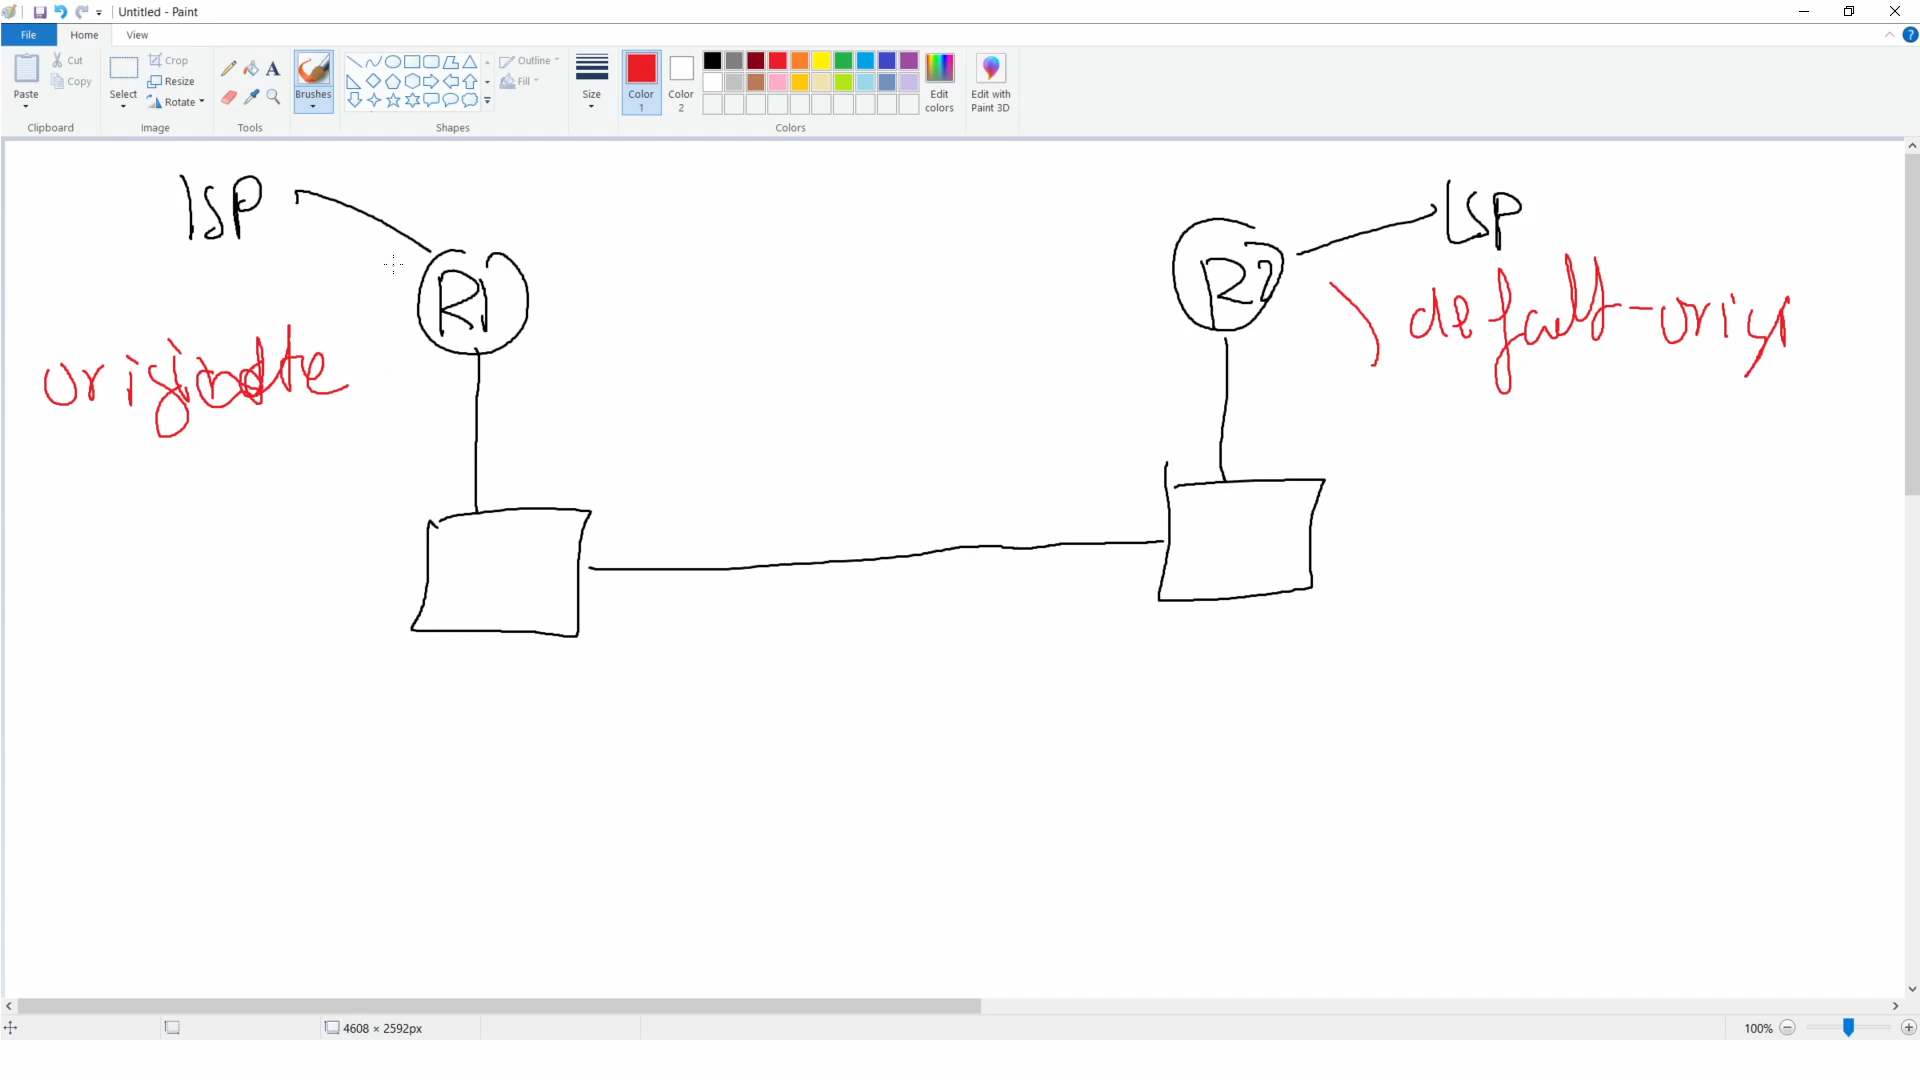 Untitled - Paint
File Home View
Paste
Cut
Copy
Clipboard
Select
Crop
Resize
Rotate
Image
Tools
Brushes
Shapes
Outline
Fill
Size
Color 1
Color 2
Colors
Edit colors
Edit with Paint 3D
ISP
R1
originate
R2
ISP
default-origi
4608 × 2592px
100%